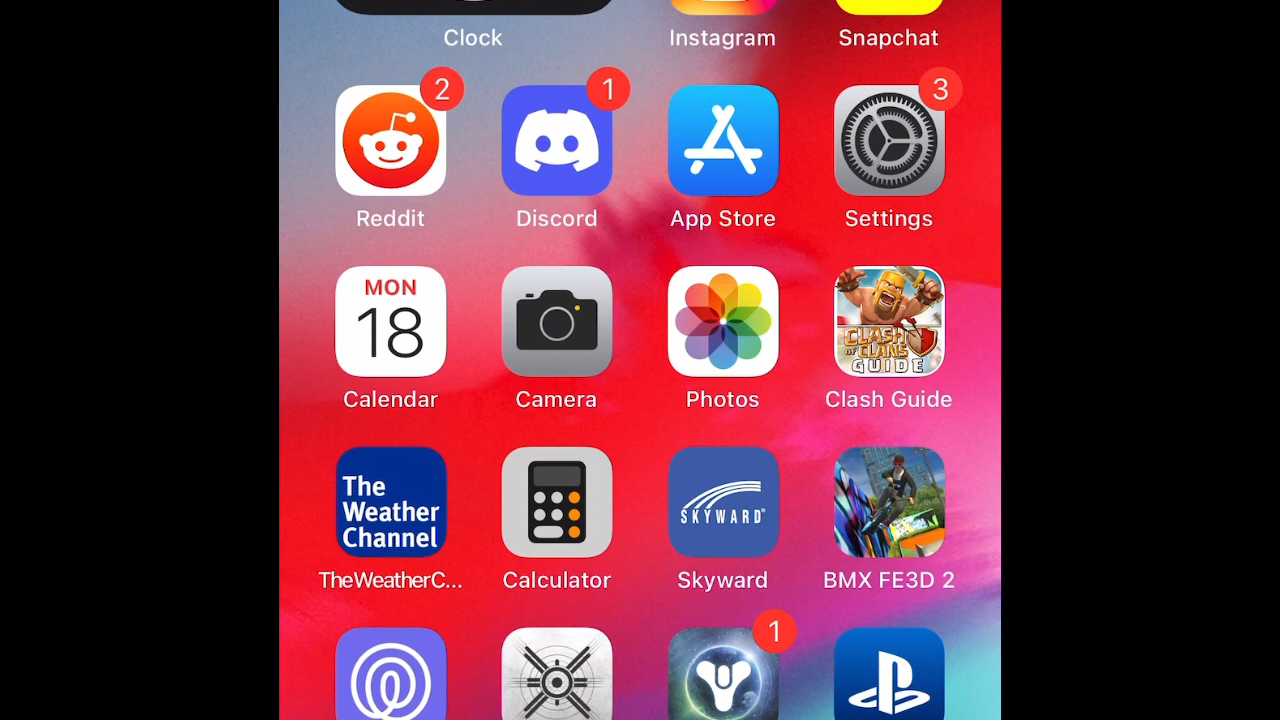 Clock Instagram Snapchat
2 1 3
Reddit Discord App Store Settings
MON
18
CLASH
OF CLANS
GUIDE
Calendar Camera Photos Clash Guide
The
Weather
Channel
SKYWARD®
TheWeatherC... Calculator Skyward BMX FE3D 2
1